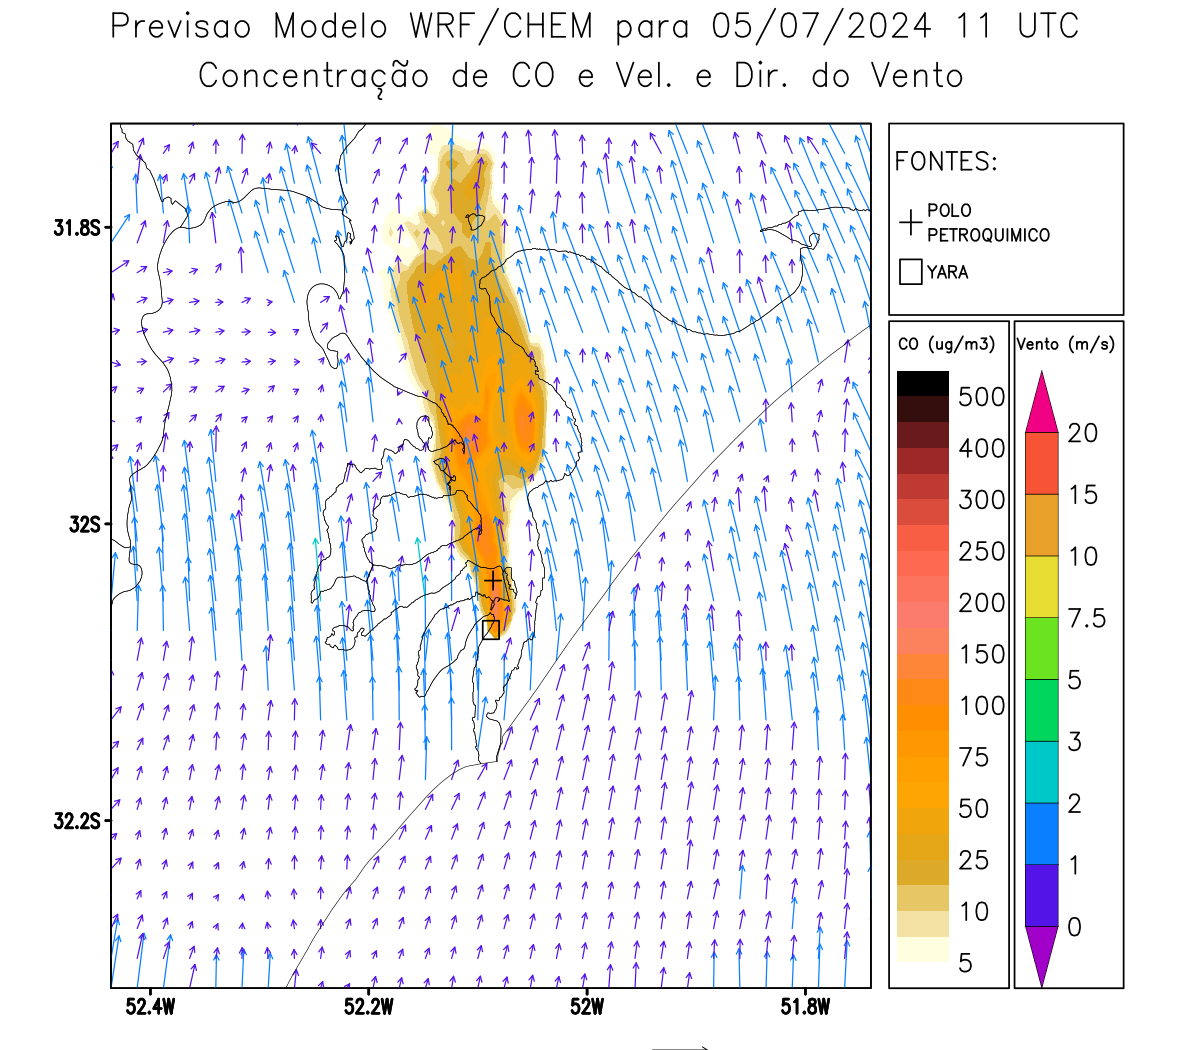 Previsao Modelo WRF/CHEM para 05/07/2024 11 UTC
Concentração de CO e Vel. e Dir. do Vento
FONTES:
POLO
PETROQUIMICO
YARA
CO (ug/m3)
500
400
300
250
200
150
100
75
50
25
10
5
Vento (m/s)
20
15
10
7.5
5
3
2
1
0
31.8S
32S
32.2S
52.4W
52.2W
52W
51.8W